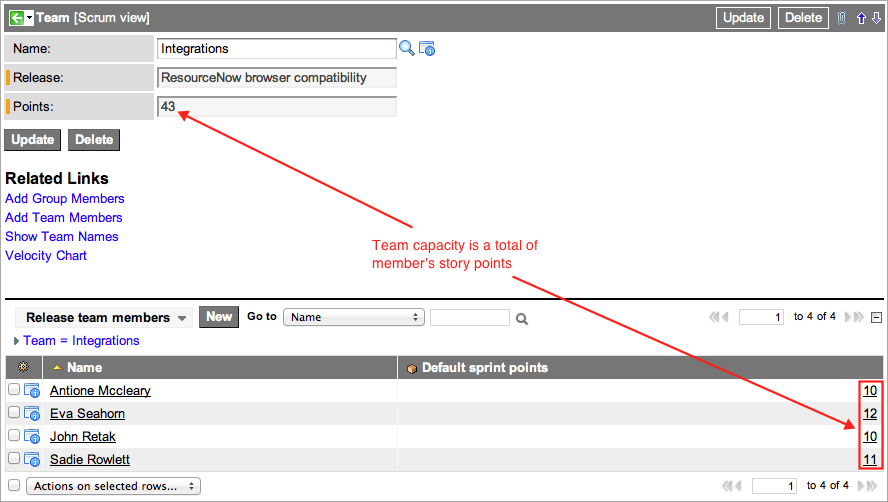 Team [Scrum view] Update Delete
Name: Integrations
Release: ResourceNow browser compatibility
Points: 43
Update Delete
Related Links
Add Group Members
Add Team Members
Show Team Names
Velocity Chart
Team capacity is a total of
member's story points
Release team members New Go to Name 1 to 4 of 4
Team = Integrations
Name Default sprint points
Antione Mccleary 10
Eva Seahorn 12
John Retak 10
Sadie Rowlett 11
Actions on selected rows... 1 to 4 of 4